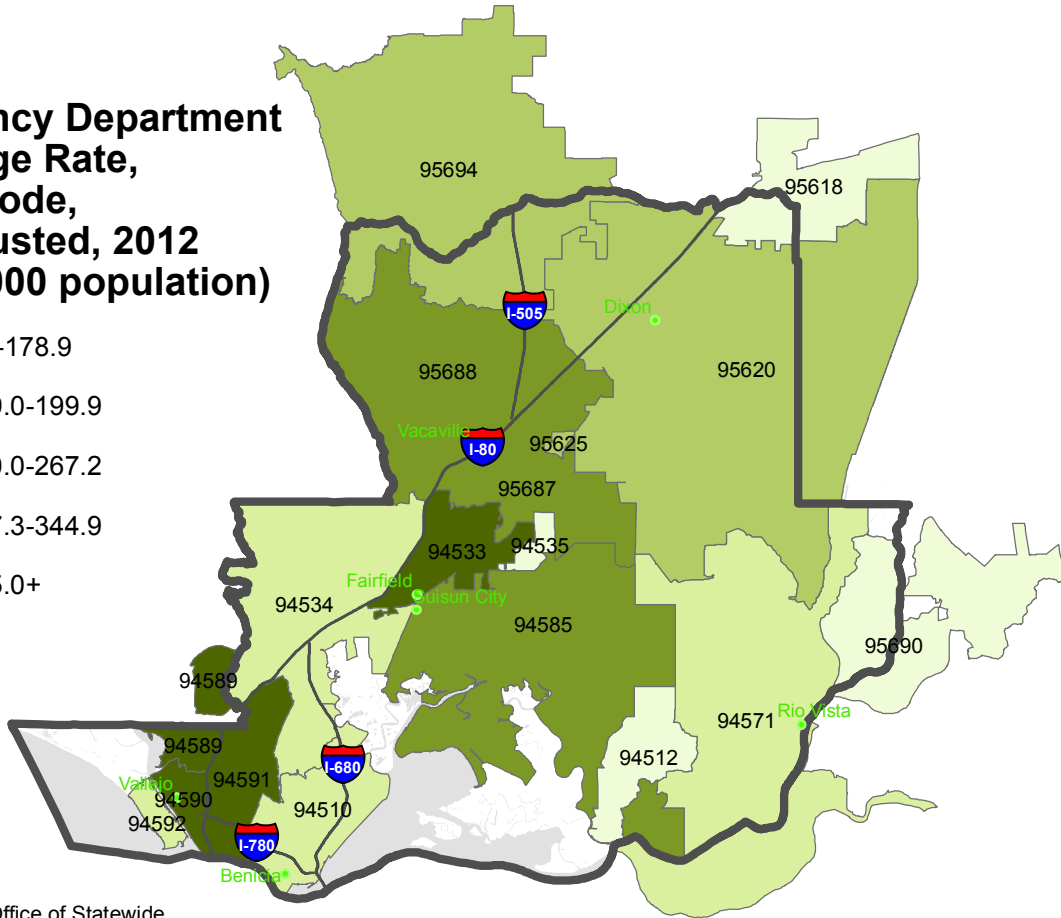 ncy Department
ge Rate,
ode,
usted, 2012
000 population)
-178.9
0.0-199.9
0.0-267.2
7.3-344.9
5.0+
95694
95618
I-505
Dixon
95688
95620
Vacaville
I-80
95625
95687
94533
94535
Fairfield
Suisun City
94534
94585
95690
94589
Rio Vista
94571
94589
94512
I-680
94591
Vallejo
94590
94510
94592
I-780
Benicia
Office of Statewide